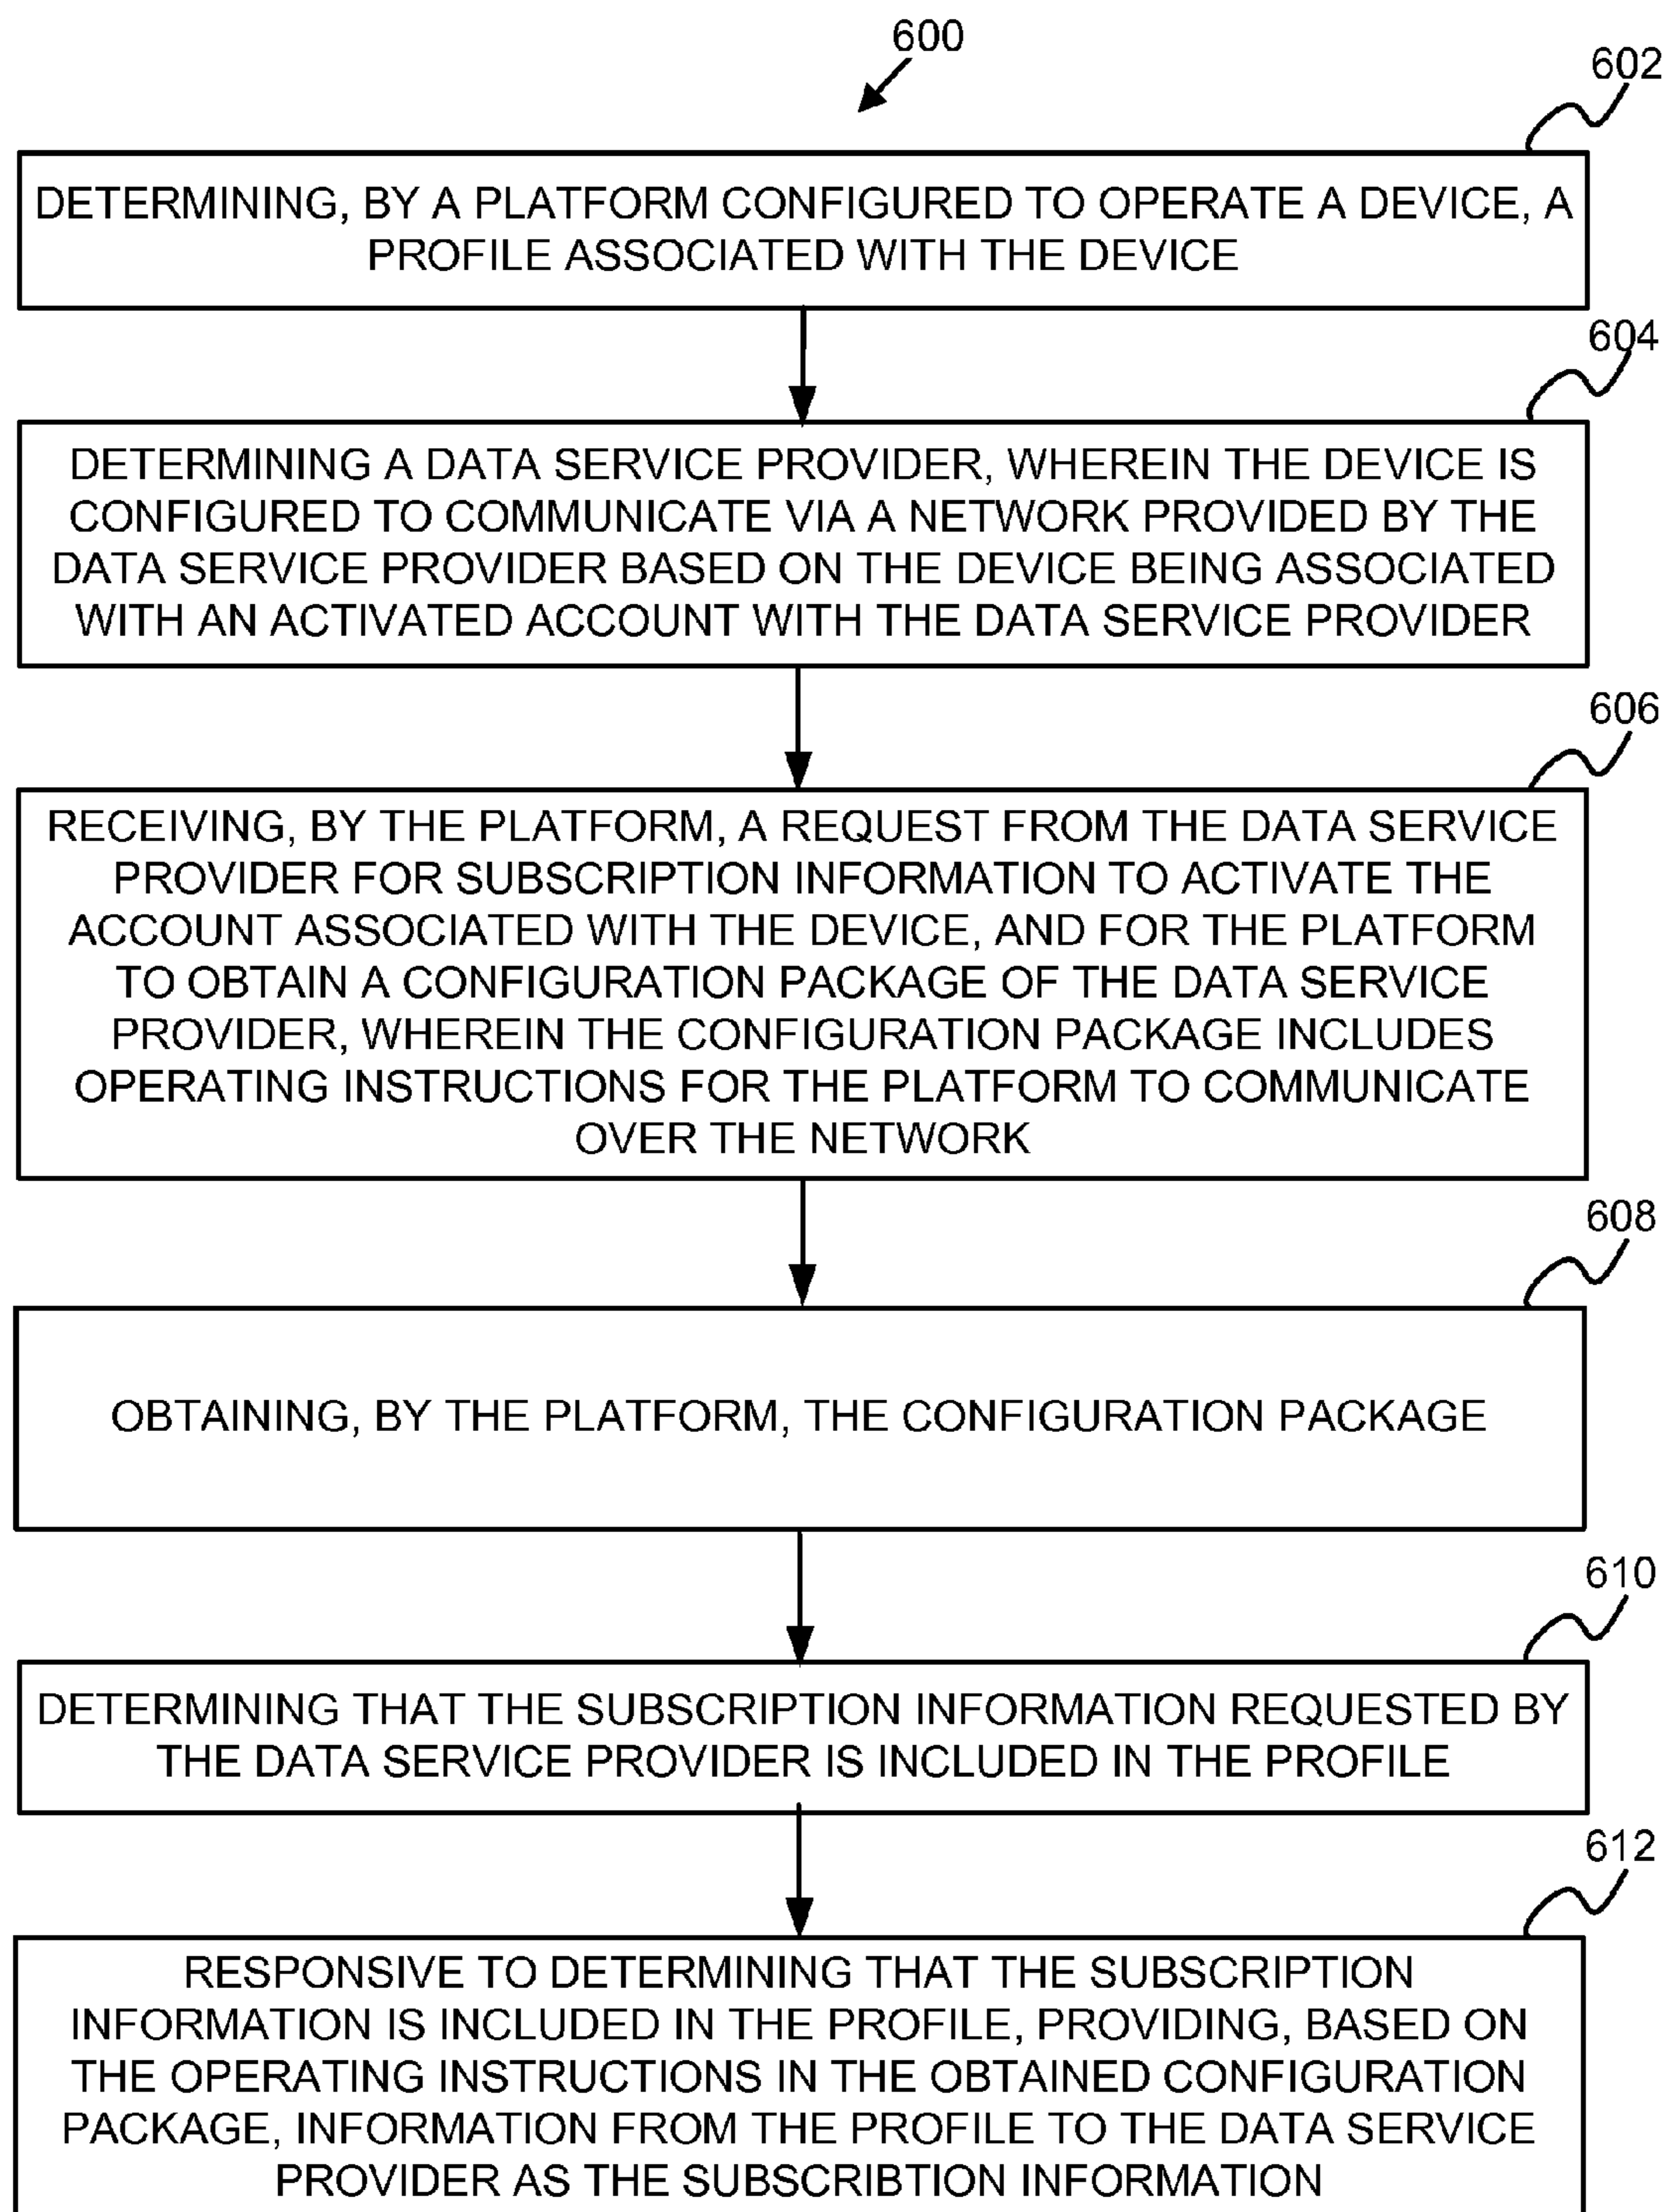 600
602
DETERMINING, BY A PLATFORM CONFIGURED TO OPERATE A DEVICE, A
PROFILE ASSOCIATED WITH THE DEVICE
604
DETERMINING A DATA SERVICE PROVIDER, WHEREIN THE DEVICE IS
CONFIGURED TO COMMUNICATE VIA A NETWORK PROVIDED BY THE
DATA SERVICE PROVIDER BASED ON THE DEVICE BEING ASSOCIATED
WITH AN ACTIVATED ACCOUNT WITH THE DATA SERVICE PROVIDER
606
RECEIVING, BY THE PLATFORM, A REQUEST FROM THE DATA SERVICE
PROVIDER FOR SUBSCRIPTION INFORMATION TO ACTIVATE THE
ACCOUNT ASSOCIATED WITH THE DEVICE, AND FOR THE PLATFORM
TO OBTAIN A CONFIGURATION PACKAGE OF THE DATA SERVICE
PROVIDER, WHEREIN THE CONFIGURATION PACKAGE INCLUDES
OPERATING INSTRUCTIONS FOR THE PLATFORM TO COMMUNICATE
OVER THE NETWORK
608
OBTAINING, BY THE PLATFORM, THE CONFIGURATION PACKAGE
610
DETERMINING THAT THE SUBSCRIPTION INFORMATION REQUESTED BY
THE DATA SERVICE PROVIDER IS INCLUDED IN THE PROFILE
612
RESPONSIVE TO DETERMINING THAT THE SUBSCRIPTION
INFORMATION IS INCLUDED IN THE PROFILE, PROVIDING, BASED ON
THE OPERATING INSTRUCTIONS IN THE OBTAINED CONFIGURATION
PACKAGE, INFORMATION FROM THE PROFILE TO THE DATA SERVICE
PROVIDER AS THE SUBSCRIBTION INFORMATION